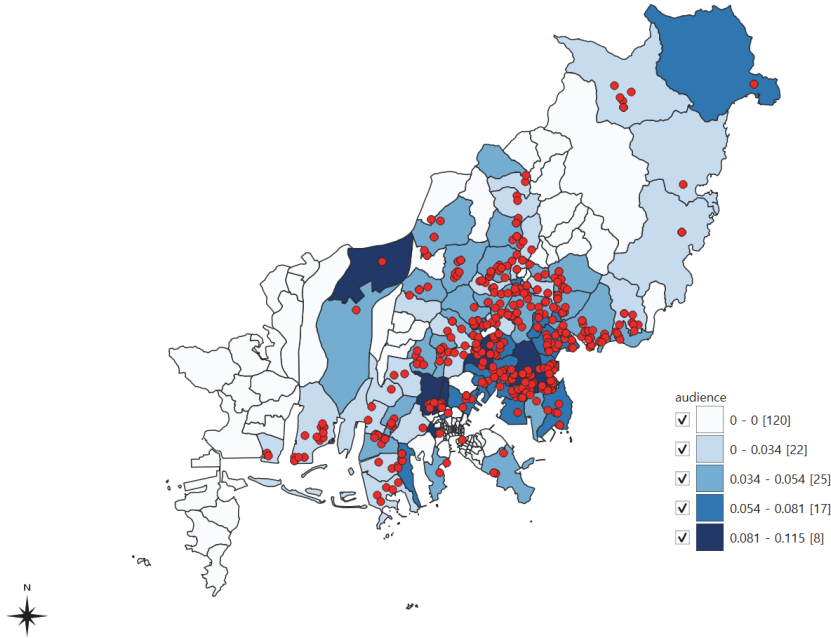 audience
0 - 0 [120]
0 - 0.034 [22]
0.034 - 0.054 [25]
0.054 - 0.081 [17]
0.081 - 0.115 [8]
N